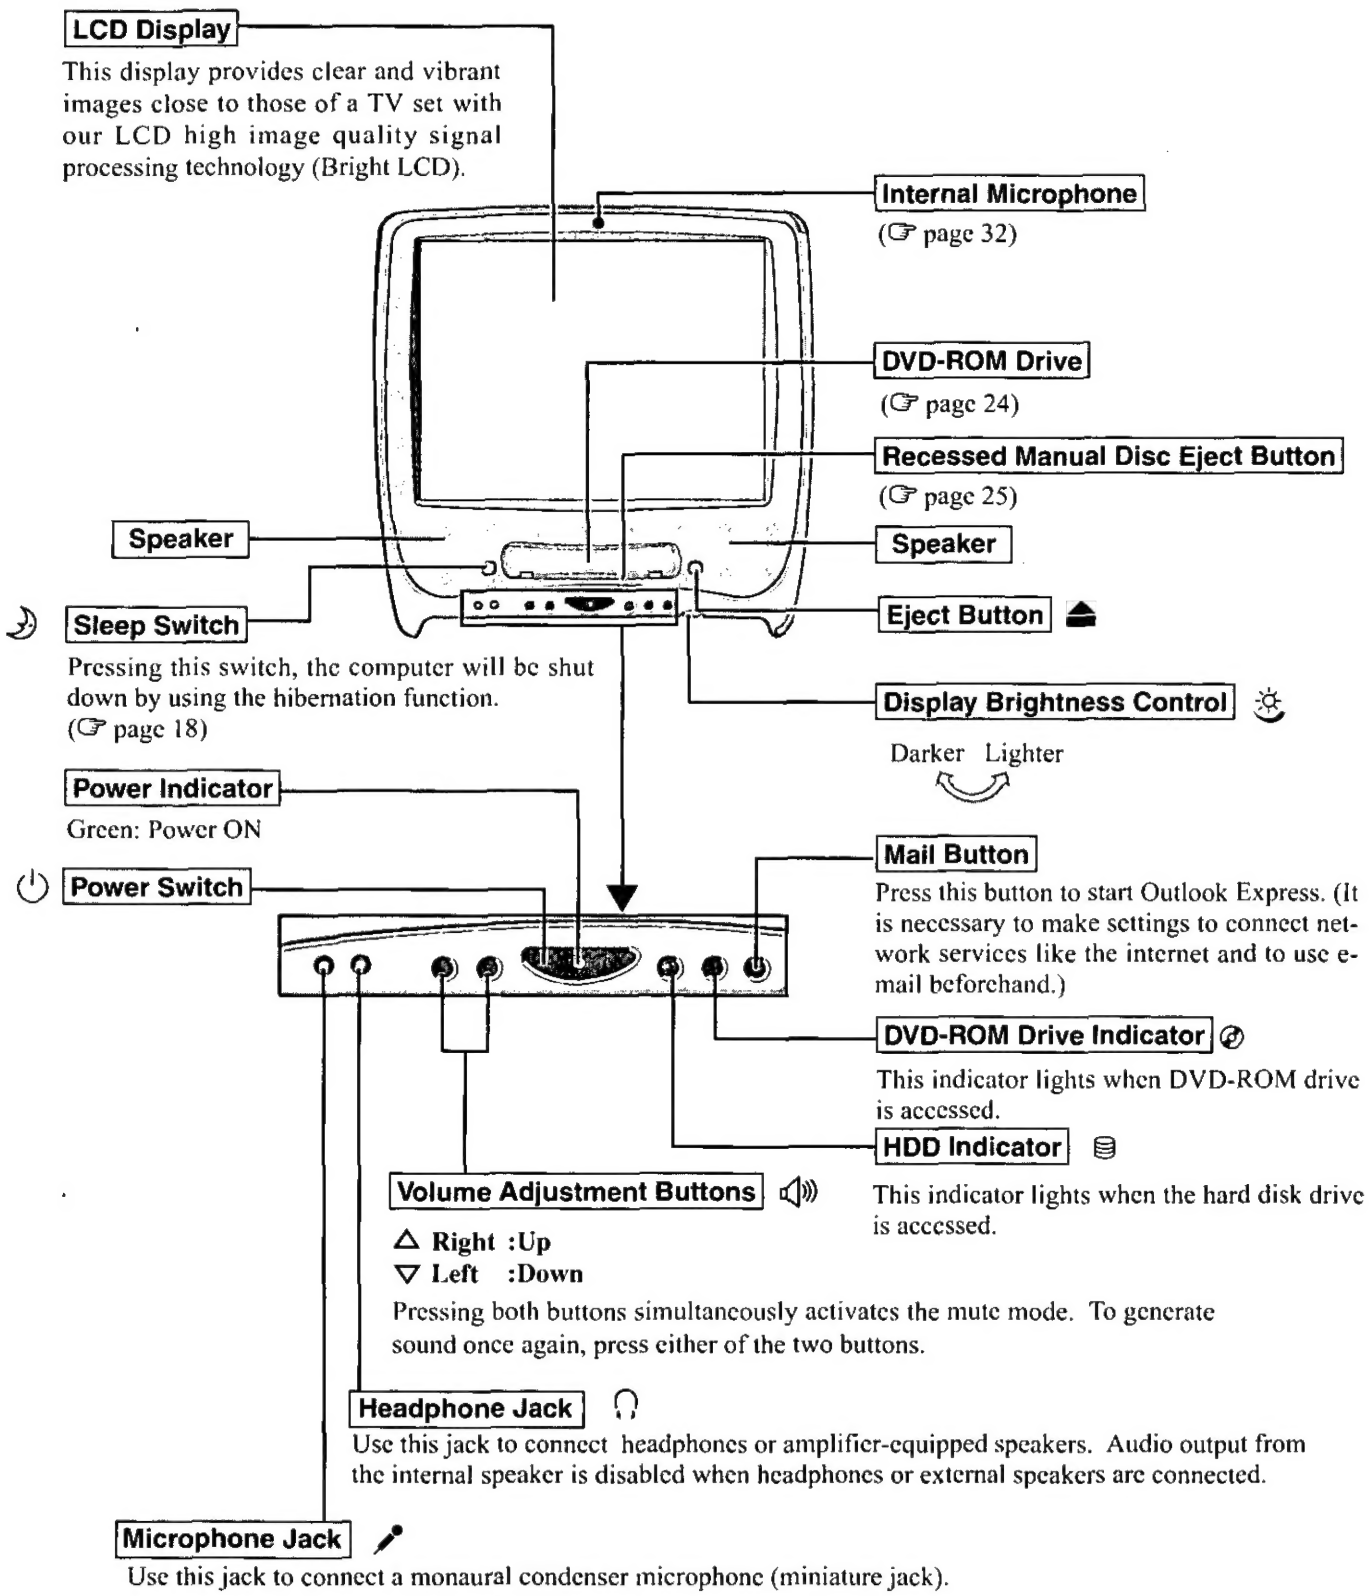 LCD Display
This display provides clear and vibrant
images close to those of a TV set with
our LCD high image quality signal
processing technology (Bright LCD).
Internal Microphone
(☞ page 32)
DVD-ROM Drive
(☞ page 24)
Recessed Manual Disc Eject Button
(☞ page 25)
Speaker
Speaker
Sleep Switch
Pressing this switch, the computer will be shut
down by using the hibernation function.
(☞ page 18)
Eject Button
Display Brightness Control
Darker Lighter
Power Indicator
Green: Power ON
Power Switch
Mail Button
Press this button to start Outlook Express. (It
is necessary to make settings to connect net-
work services like the internet and to use e-
mail beforehand.)
DVD-ROM Drive Indicator
This indicator lights when DVD-ROM drive
is accessed.
HDD Indicator
This indicator lights when the hard disk drive
is accessed.
Volume Adjustment Buttons
△ Right :Up
▽ Left :Down
Pressing both buttons simultaneously activates the mute mode. To generate
sound once again, press either of the two buttons.
Headphone Jack
Use this jack to connect headphones or amplifier-equipped speakers. Audio output from
the internal speaker is disabled when headphones or external speakers are connected.
Microphone Jack
Use this jack to connect a monaural condenser microphone (miniature jack).